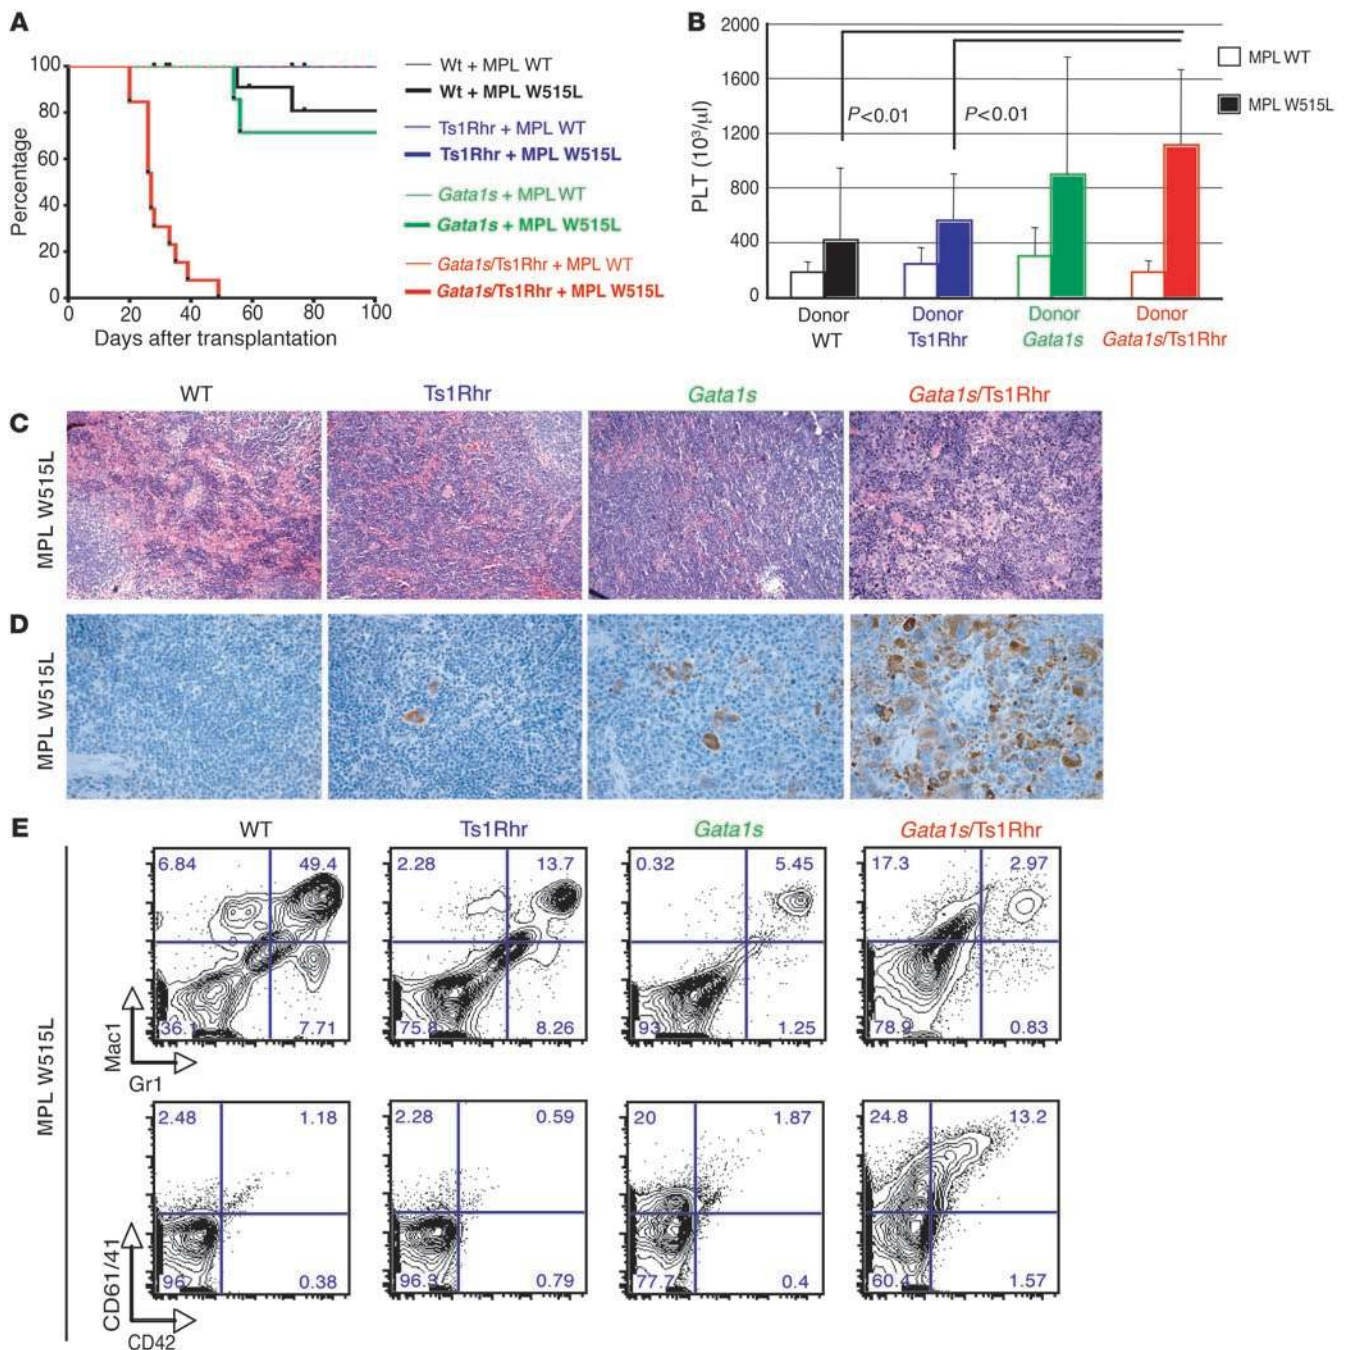 A
100
80
60
40
20
0
Percentage
0 20 40 60 80 100
Days after transplantation
Wt + MPL WT
Wt + MPL W515L
Ts1Rhr + MPL WT
Ts1Rhr + MPL W515L
Gata1s + MPL WT
Gata1s + MPL W515L
Gata1s/Ts1Rhr + MPL WT
Gata1s/Ts1Rhr + MPL W515L
B
2000
1600
1200
800
400
0
PLT (10³/µl)
P<0.01 P<0.01
MPL WT
MPL W515L
Donor Donor Donor Donor
WT Ts1Rhr Gata1s Gata1s/Ts1Rhr
WT Ts1Rhr Gata1s Gata1s/Ts1Rhr
C
MPL W515L
D
MPL W515L
E
WT Ts1Rhr Gata1s Gata1s/Ts1Rhr
MPL W515L
6.84 49.4 2.28 13.7 0.32 5.45 17.3 2.97
36.1 7.71 75.8 8.26 93 1.25 78.9 0.83
Mac1
Gr1
2.48 1.18 2.28 0.59 20 1.87 24.8 13.2
0.38 0.79 0.4 1.57
CD61/41
CD42